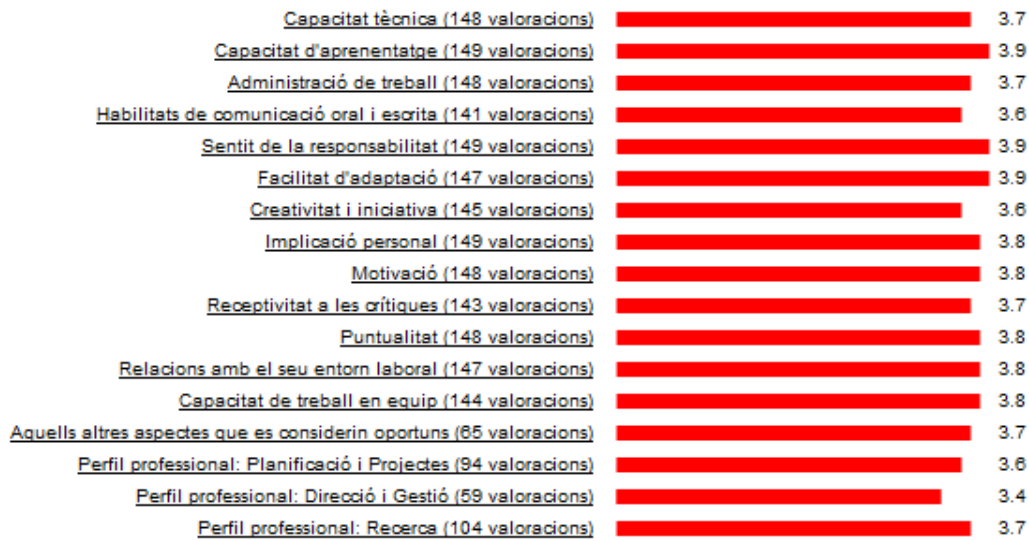 Capacitat tècnica (148 valoracions) 3.7
Capacitat d'aprenentatge (149 valoracions) 3.9
Administració de treball (148 valoracions) 3.7
Habilitats de comunicació oral i escrita (141 valoracions) 3.6
Sentit de la responsabilitat (149 valoracions) 3.9
Facilitat d'adaptació (147 valoracions) 3.9
Creativitat i iniciativa (145 valoracions) 3.6
Implicació personal (149 valoracions) 3.8
Motivació (148 valoracions) 3.8
Receptivitat a les crítiques (143 valoracions) 3.7
Puntualitat (148 valoracions) 3.8
Relacions amb el seu entorn laboral (147 valoracions) 3.8
Capacitat de treball en equip (144 valoracions) 3.8
Aquells altres aspectes que es considerin oportuns (65 valoracions) 3.7
Perfil professional: Planificació i Projectes (94 valoracions) 3.6
Perfil professional: Direcció i Gestió (59 valoracions) 3.4
Perfil professional: Recerca (104 valoracions) 3.7